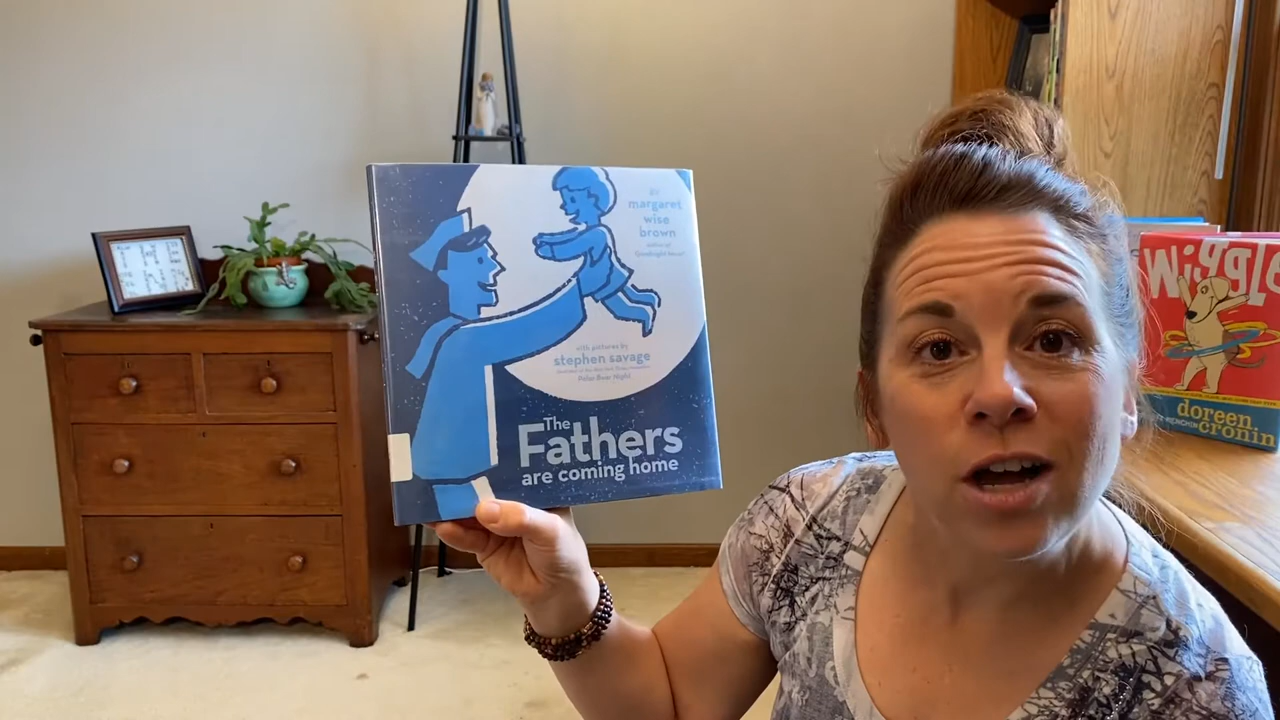 by
margaret
wise
brown
author of
Goodnight Moon
with pictures by
stephen savage
Polar Bear Night
The
Fathers
are coming home
Wiggle
doreen
cronin